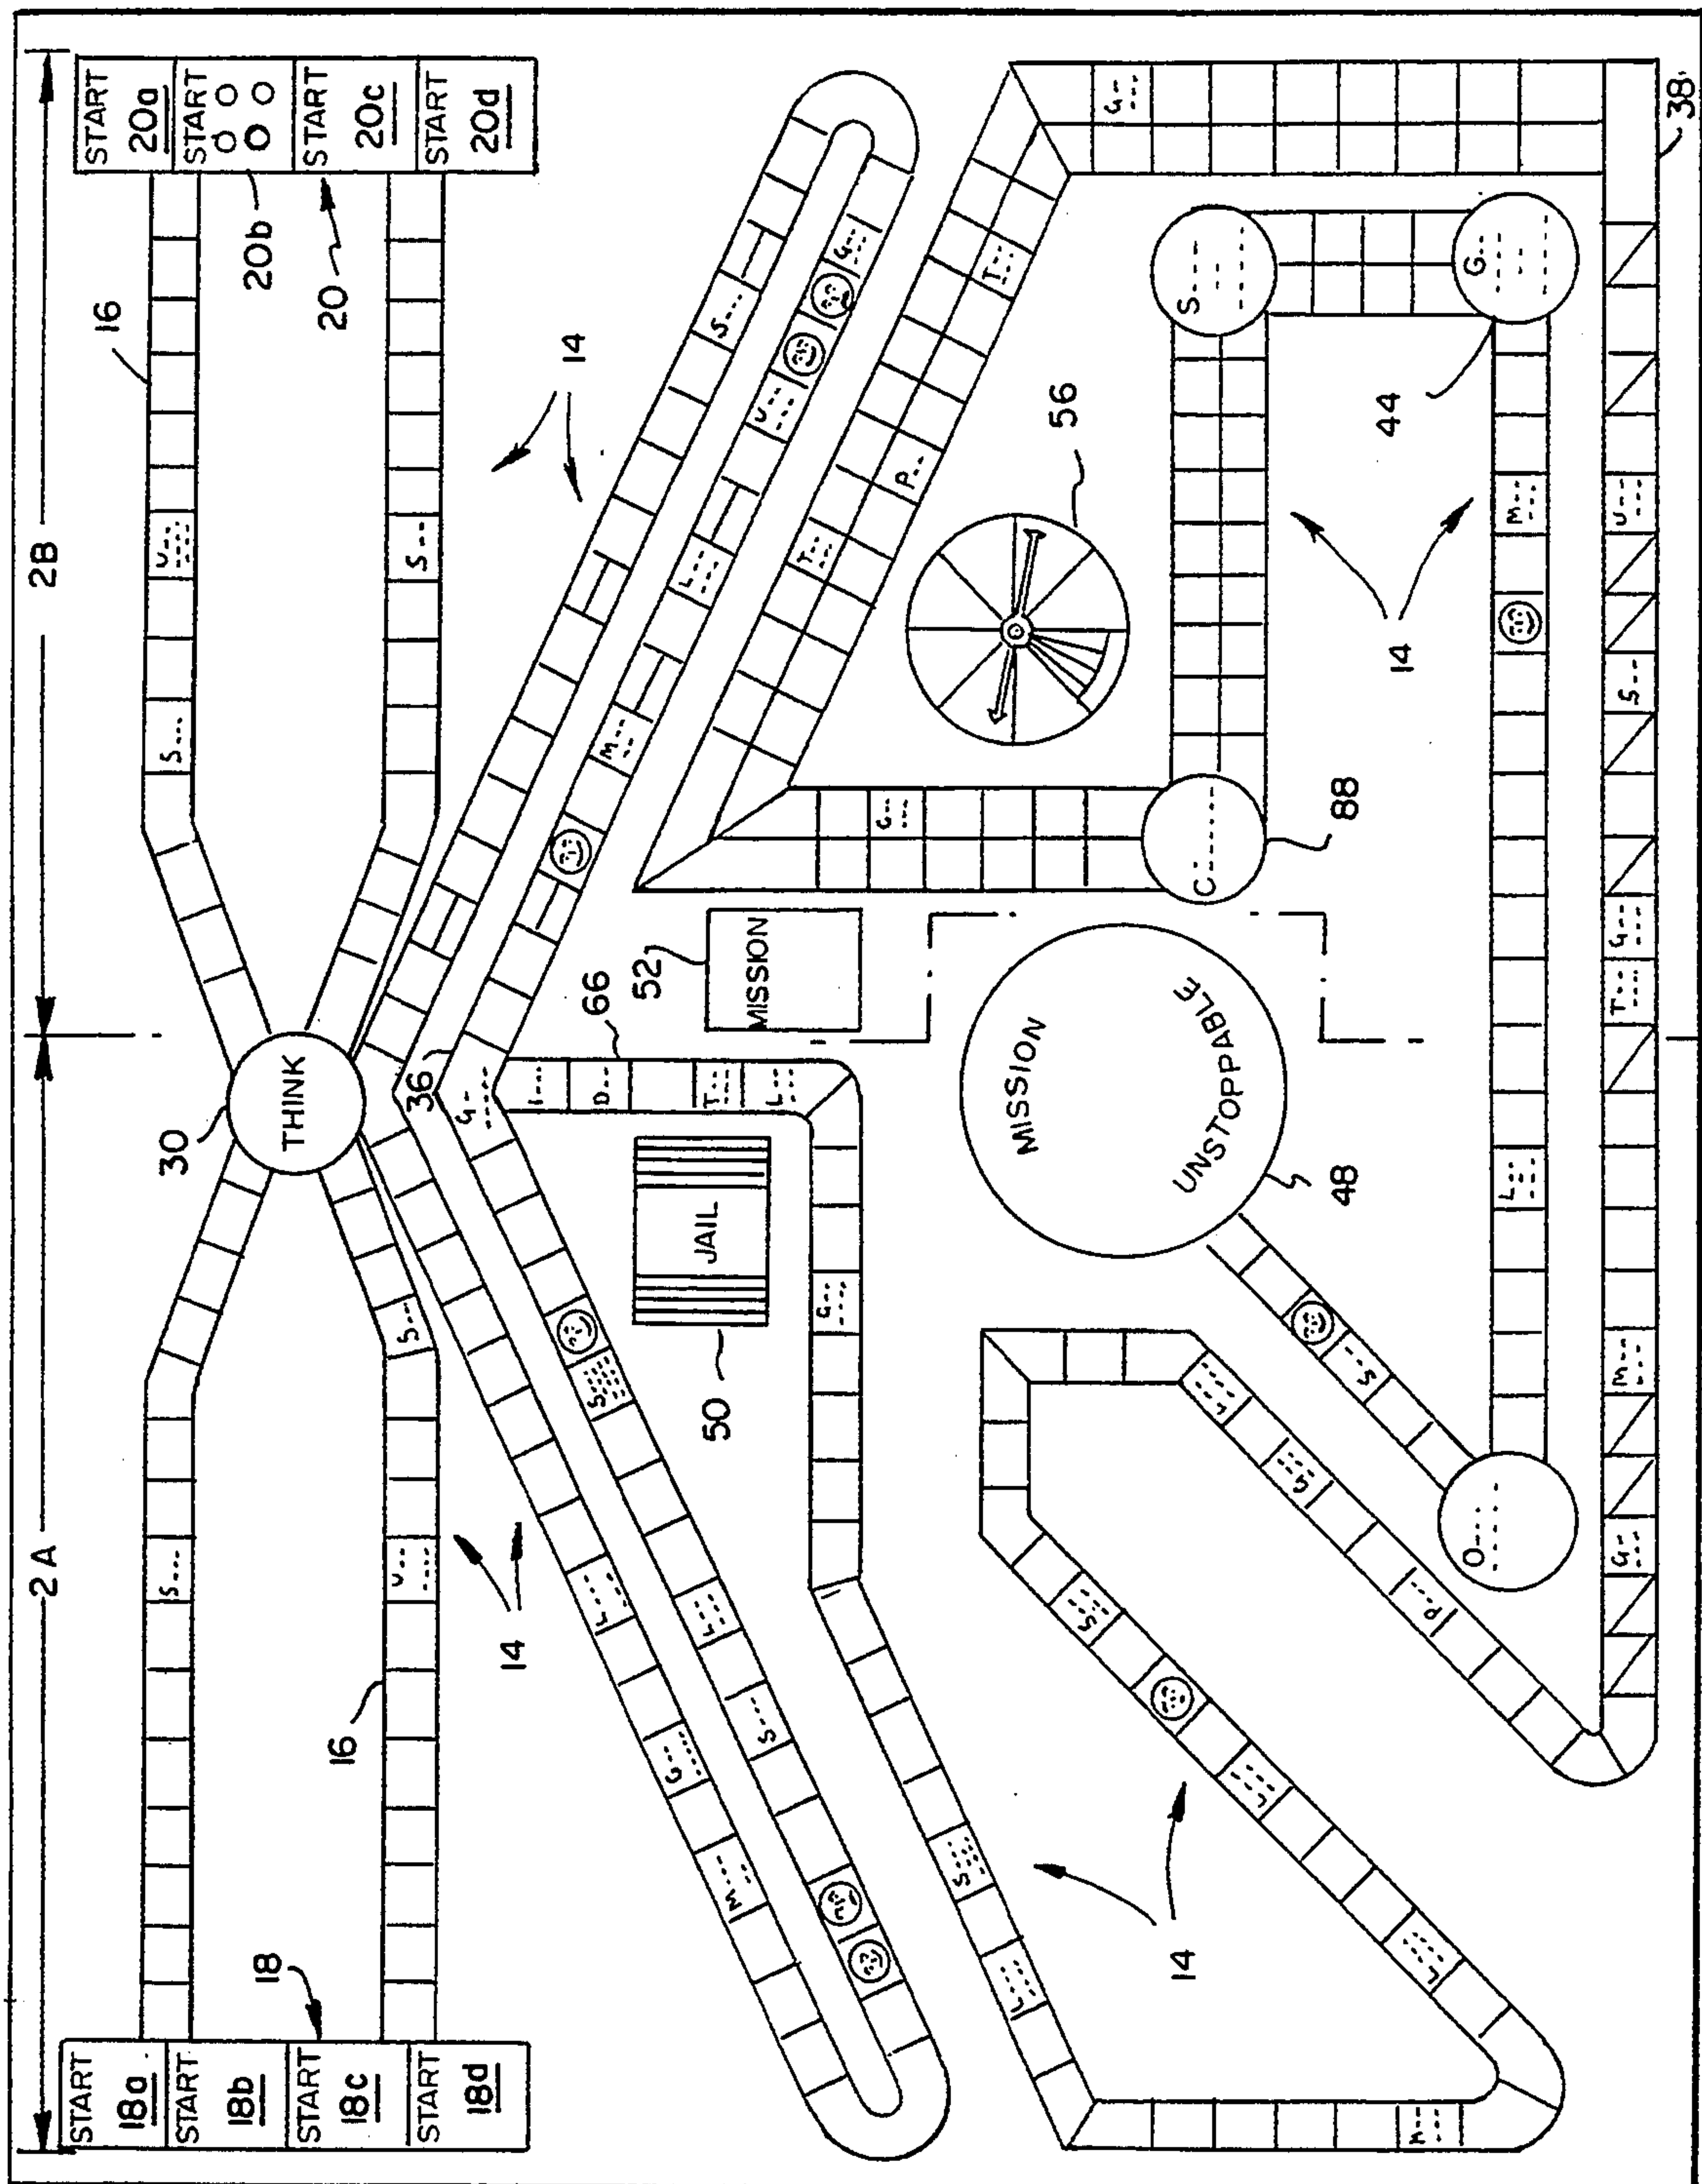 2A
2B
START
18a
START
18b
START
18c
START
18d
18
START
20a
START
20b
START
20c
START
20d
20
16
16
S---
S---
U---
S---
U---
S---
30
THINK
14
14
36
M---
G---
L---
S---
S---
L---
S---
G-
M---
L---
U---
G---
66
I---
D---
T---
L---
52
MISSION
50
JAIL
G---
S---
L---
T---
P---
T---
G---
G-
56
MISSION
UNSTOPPABLE
48
C------
88
S----
G---
44
14
14
S---
L---
L---
L---
G---
P---
S---
O----
L---
M---
G--
M---
T---
G---
S---
U---
38